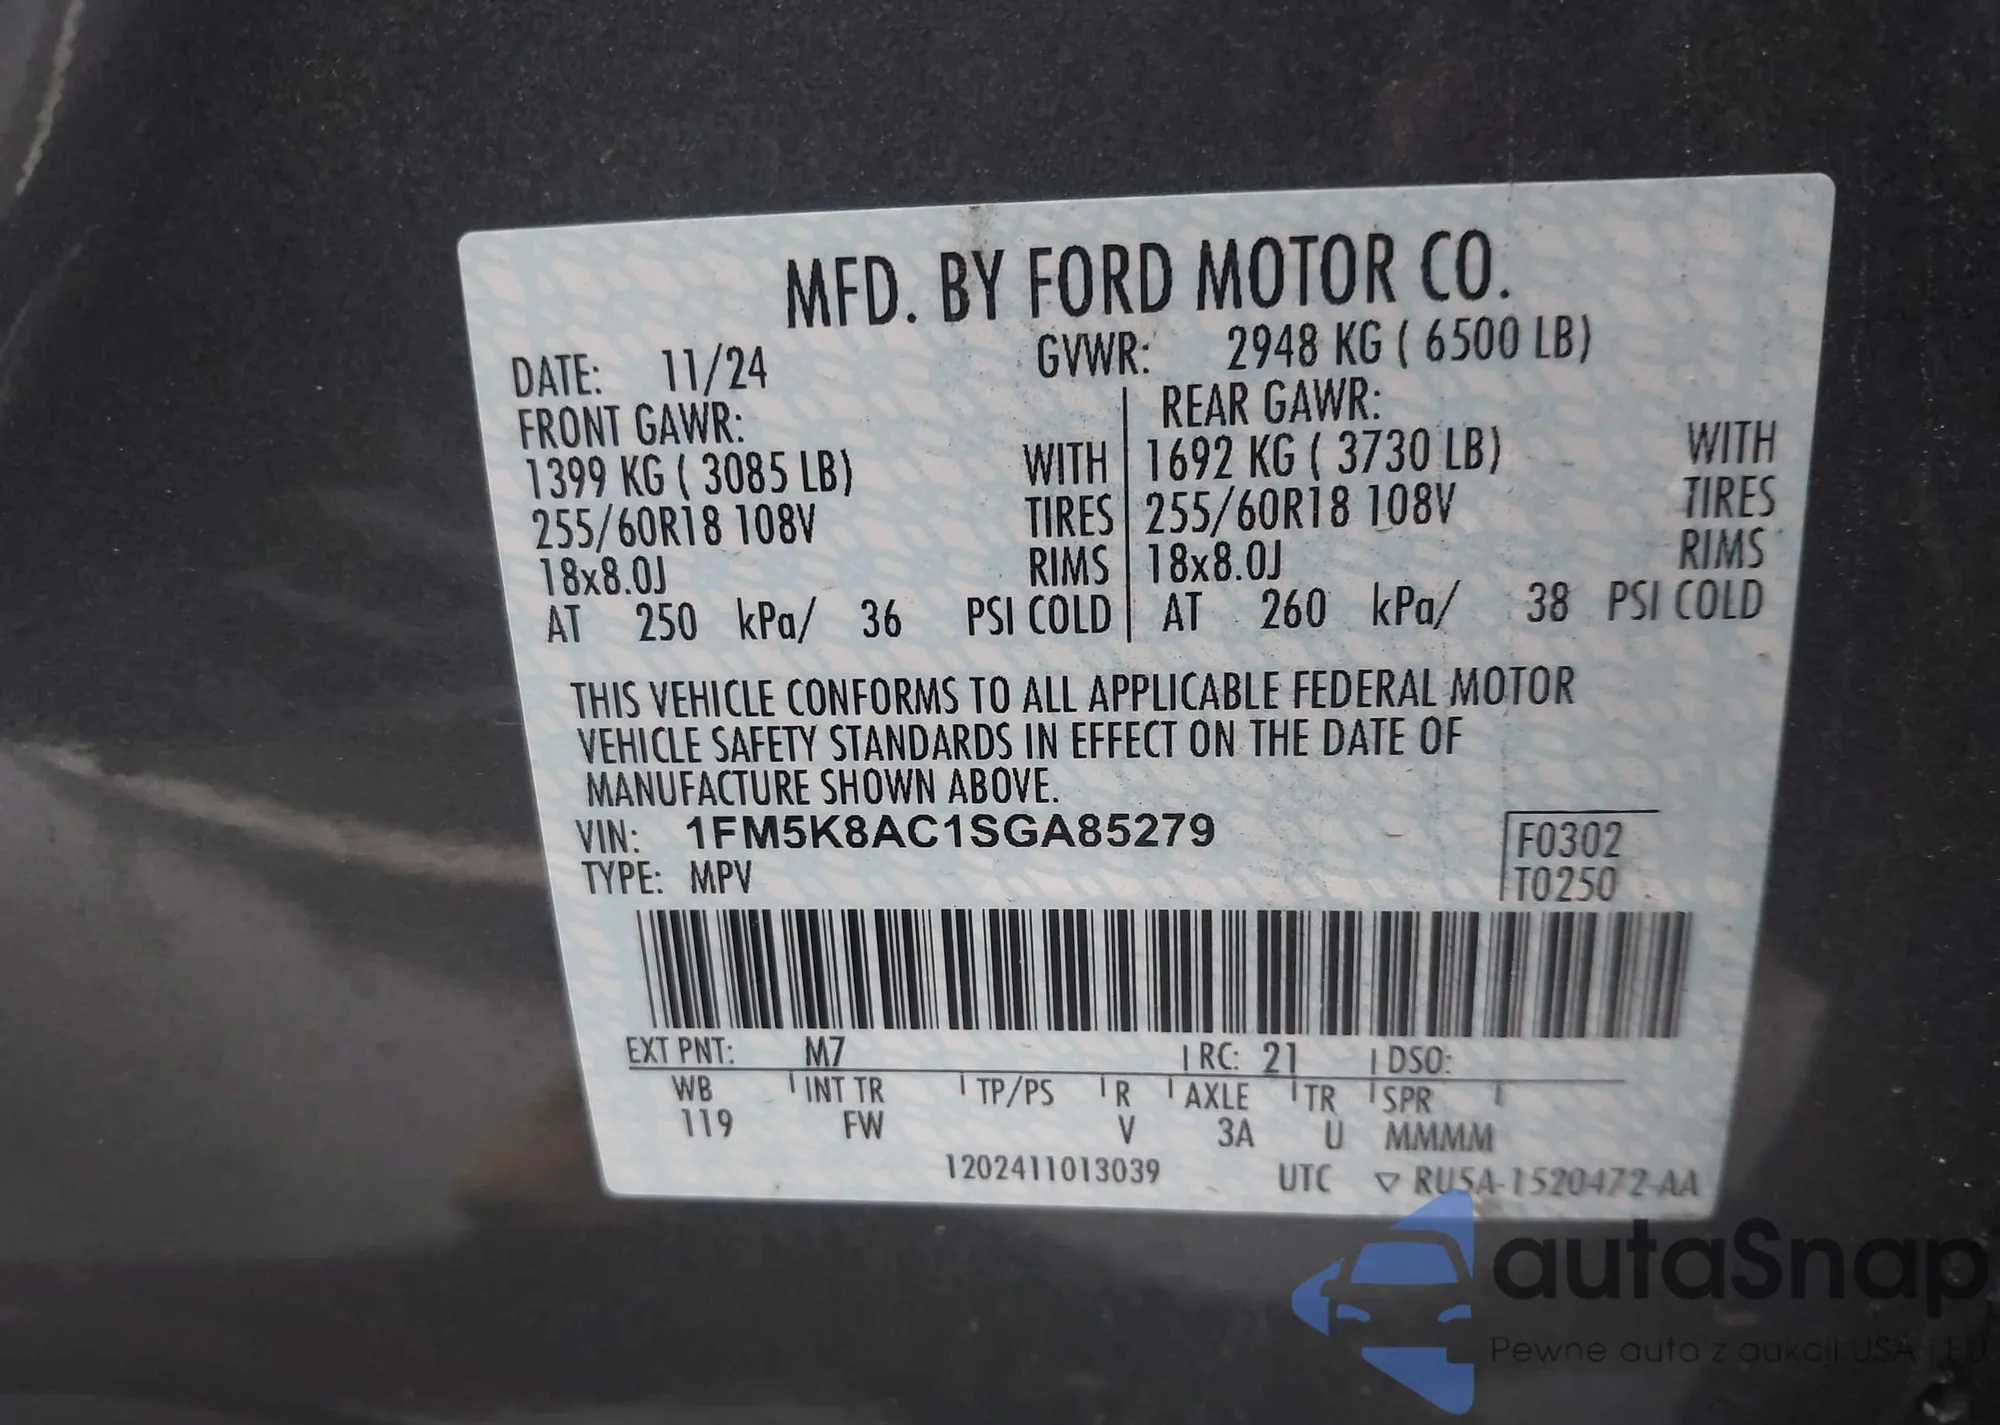 MFD. BY FORD MOTOR CO.
DATE: 11/24 GVWR: 2948 KG ( 6500 LB)
FRONT GAWR: REAR GAWR:
1399 KG ( 3085 LB) WITH 1692 KG ( 3730 LB) WITH
255/60R18 108V TIRES 255/60R18 108V TIRES
18x8.0J RIMS 18x8.0J RIMS
AT 250 kPa/ 36 PSI COLD AT 260 kPa/ 38 PSI COLD
THIS VEHICLE CONFORMS TO ALL APPLICABLE FEDERAL MOTOR
VEHICLE SAFETY STANDARDS IN EFFECT ON THE DATE OF
MANUFACTURE SHOWN ABOVE.
VIN: 1FM5K8AC1SGA85279 F0302
TYPE: MPV T0250
EXT PNT: M7 RC: 21 DSO:
WB INT TR TP/PS R AXLE TR SPR
119 FW V 3A U MMMM
1202411013039 UTC ▽ RU5A-1520472-AA
autaSnap
Pewne auta z aukcji USA i EU